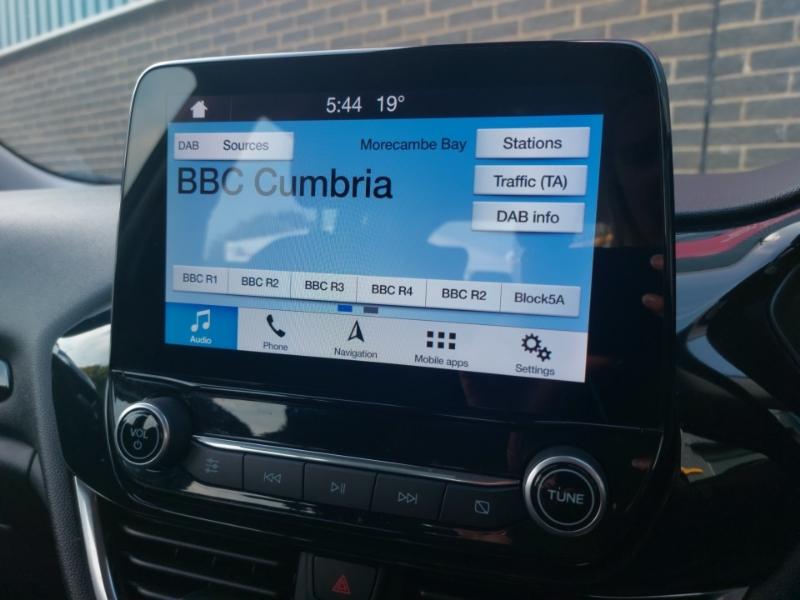 5:44 19°
DAB Sources
Morecambe Bay
Stations
BBC Cumbria
Traffic (TA)
DAB info
BBC R1 BBC R2 BBC R3 BBC R4 BBC R2 Block5A
Audio Phone Navigation Mobile apps Settings
VOL
TUNE